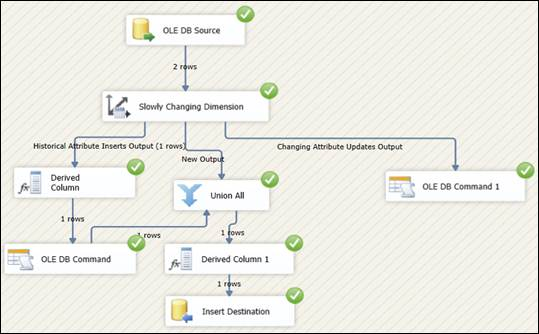 OLE DB Source
2 rows
Slowly Changing Dimension
Historical Attribute Inserts Output (1 rows)
New Output
Changing Attribute Updates Output
Derived
Column
Union All
OLE DB Command 1
1 rows
1 rows
1 rows
OLE DB Command
Derived Column 1
1 rows
Insert Destination